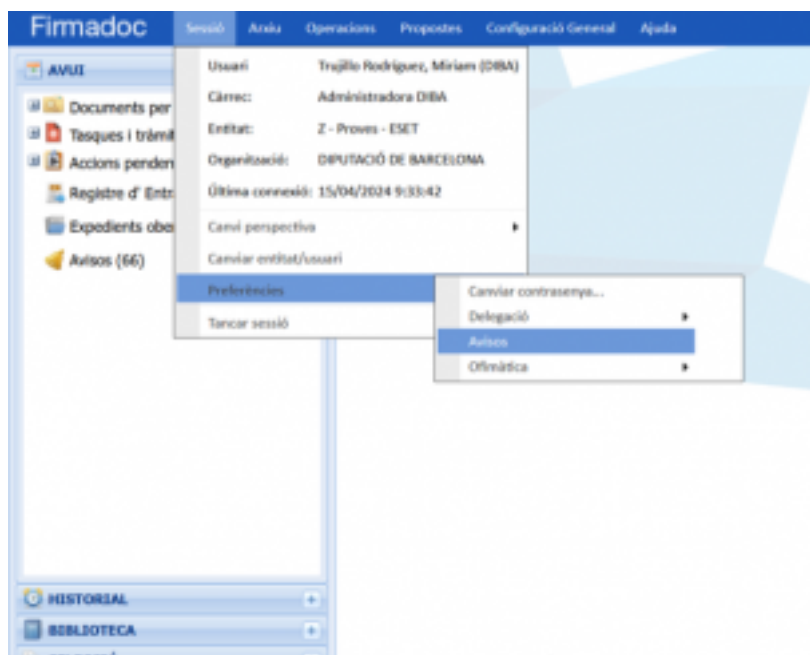 Firmadoc Sessió Arxiu Operacions Propostes Configuració General Ajuda
AVUI
Documents per
Tasques i tràmit
Accions penden
Registre d' Entr
Expedients ober
Avisos (66)
Usuari Trujillo Rodríguez, Miriam (DIBA)
Càrrec: Administradora DIBA
Entitat: Z - Proves - ESET
Organització: DIPUTACIÓ DE BARCELONA
Última connexió: 15/04/2024 9:33:42
Canvi perspectiva
Canviar entitat/usuari
Preferències
Tancar sessió
Canviar contrasenya...
Delegació
Avisos
Ofimàtica
HISTORIAL
BIBLIOTECA